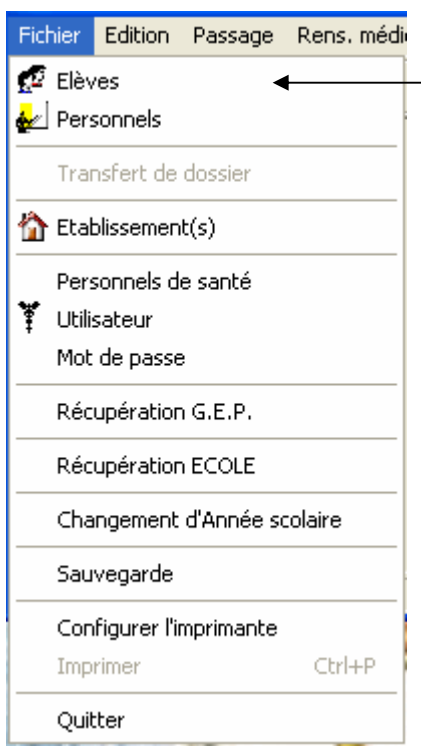 Fichier Edition Passage Rens. médi
Elèves
Personnels
Transfert de dossier
Etablissement(s)
Personnels de santé
Utilisateur
Mot de passe
Récupération G.E.P.
Récupération ECOLE
Changement d'Année scolaire
Sauvegarde
Configurer l'imprimante
Imprimer Ctrl+P
Quitter